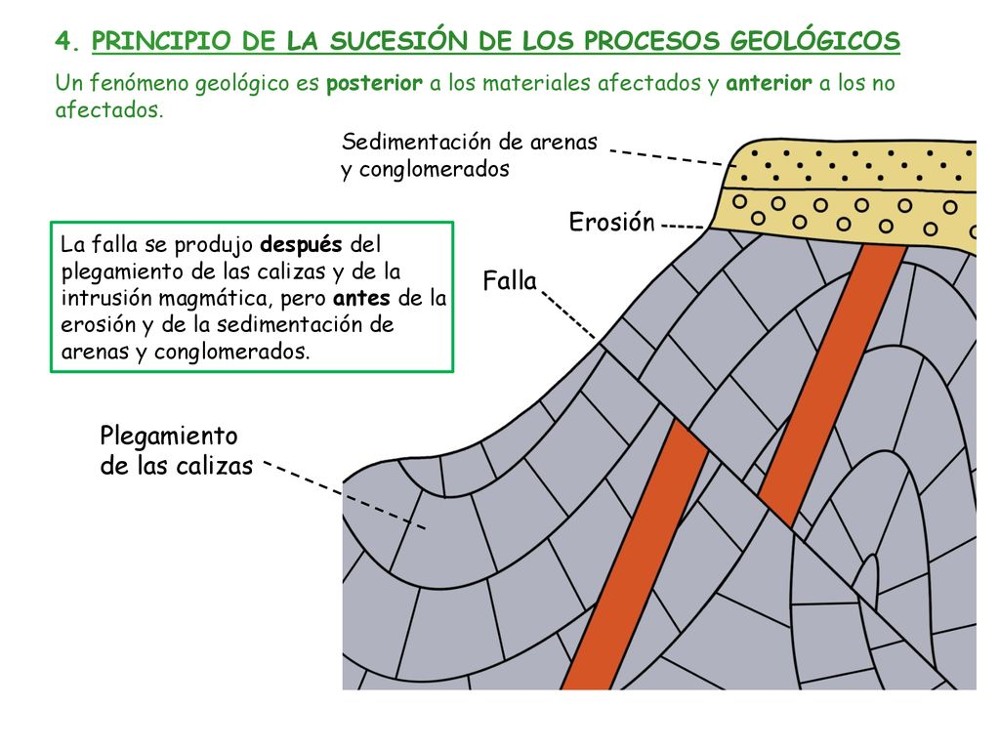 4. PRINCIPIO DE LA SUCESIÓN DE LOS PROCESOS GEOLÓGICOS
Un fenómeno geológico es posterior a los materiales afectados y anterior a los no
afectados.
Sedimentación de arenas
y conglomerados
Erosión
La falla se produjo después del
plegamiento de las calizas y de la
intrusión magmática, pero antes de la
erosión y de la sedimentación de
arenas y conglomerados.
Falla
Plegamiento
de las calizas